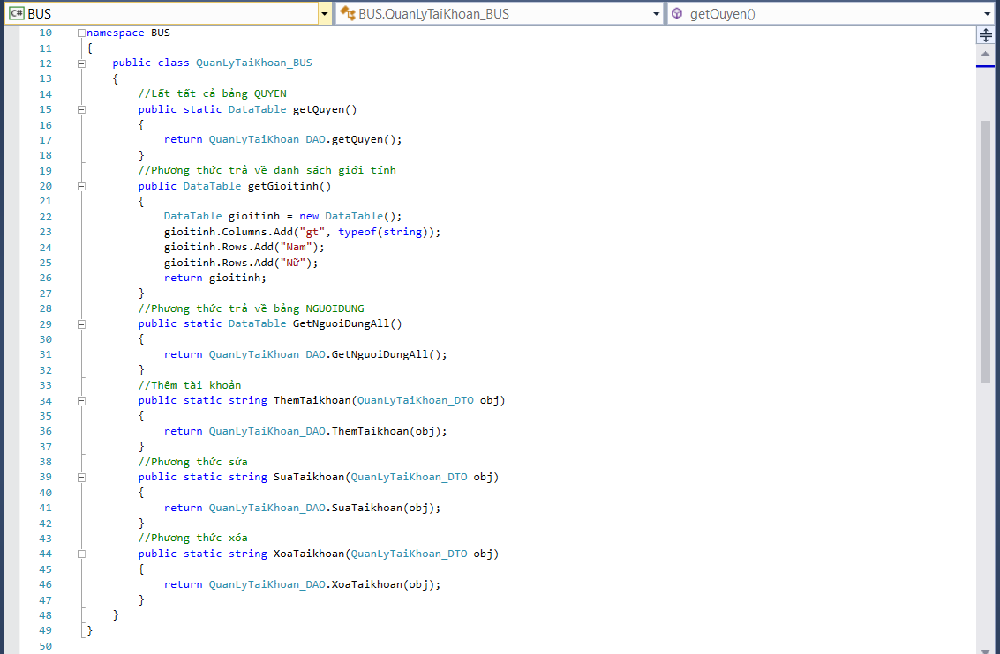 C# BUS BUS.QuanLyTaiKhoan_BUS getQuyen()
10 namespace BUS
11 {
12 public class QuanLyTaiKhoan_BUS
13 {
14 //Lất tất cả bảng QUYEN
15 public static DataTable getQuyen()
16 {
17 return QuanLyTaiKhoan_DAO.getQuyen();
18 }
19 //Phương thức trả về danh sách giới tính
20 public DataTable getGioitinh()
21 {
22 DataTable gioitinh = new DataTable();
23 gioitinh.Columns.Add("gt", typeof(string));
24 gioitinh.Rows.Add("Nam");
25 gioitinh.Rows.Add("Nữ");
26 return gioitinh;
27 }
28 //Phương thức trả về bảng NGUOIDUNG
29 public static DataTable GetNguoiDungAll()
30 {
31 return QuanLyTaiKhoan_DAO.GetNguoiDungAll();
32 }
33 //Thêm tài khoản
34 public static string ThemTaikhoan(QuanLyTaiKhoan_DTO obj)
35 {
36 return QuanLyTaiKhoan_DAO.ThemTaikhoan(obj);
37 }
38 //Phương thức sửa
39 public static string SuaTaikhoan(QuanLyTaiKhoan_DTO obj)
40 {
41 return QuanLyTaiKhoan_DAO.SuaTaikhoan(obj);
42 }
43 //Phương thức xóa
44 public static string XoaTaikhoan(QuanLyTaiKhoan_DTO obj)
45 {
46 return QuanLyTaiKhoan_DAO.XoaTaikhoan(obj);
47 }
48 }
49 }
50